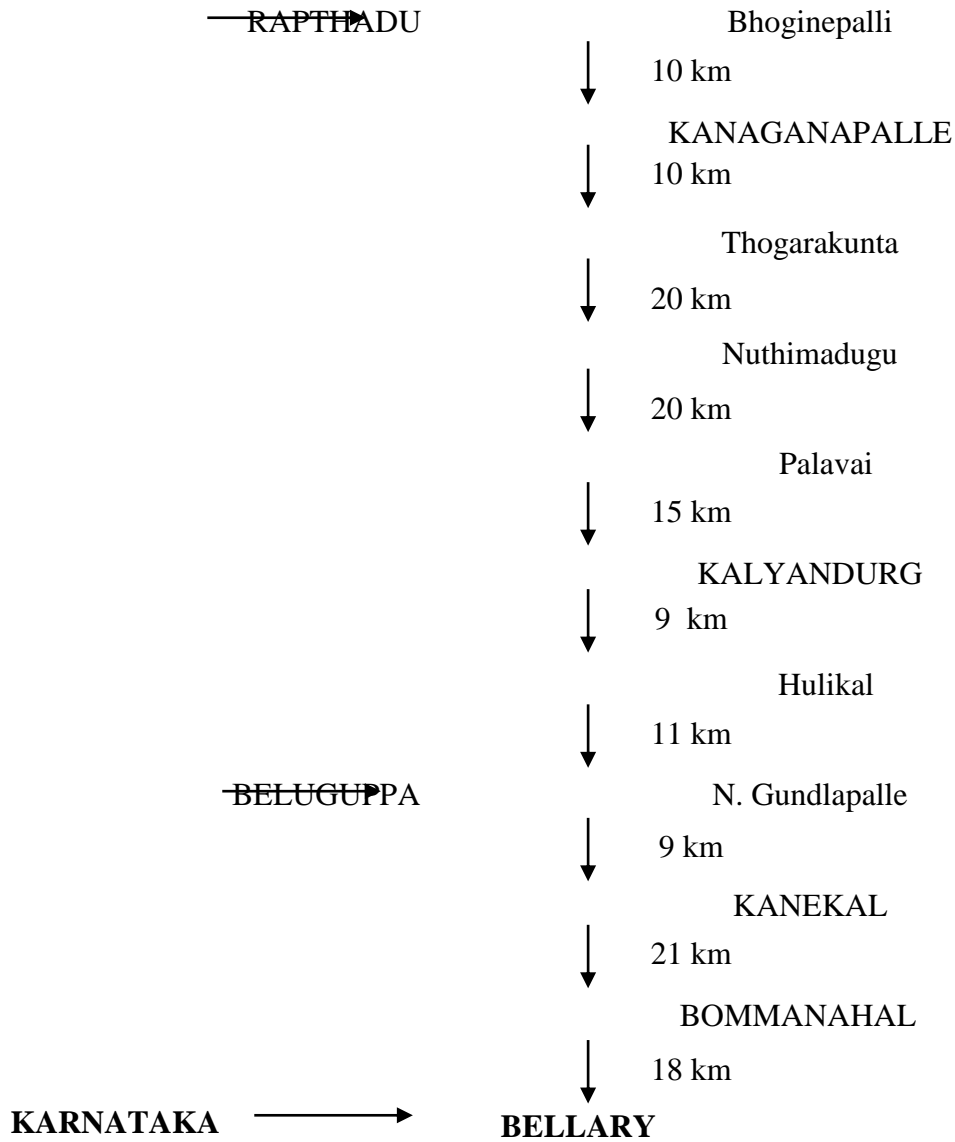 RAPTHADU Bhoginepalli
10 km
KANAGANAPALLE
10 km
Thogarakunta
20 km
Nuthimadugu
20 km
Palavai
15 km
KALYANDURG
9 km
Hulikal
11 km
BELUGUPPA N. Gundlapalle
9 km
KANEKAL
21 km
BOMMANAHAL
18 km
KARNATAKA BELLARY